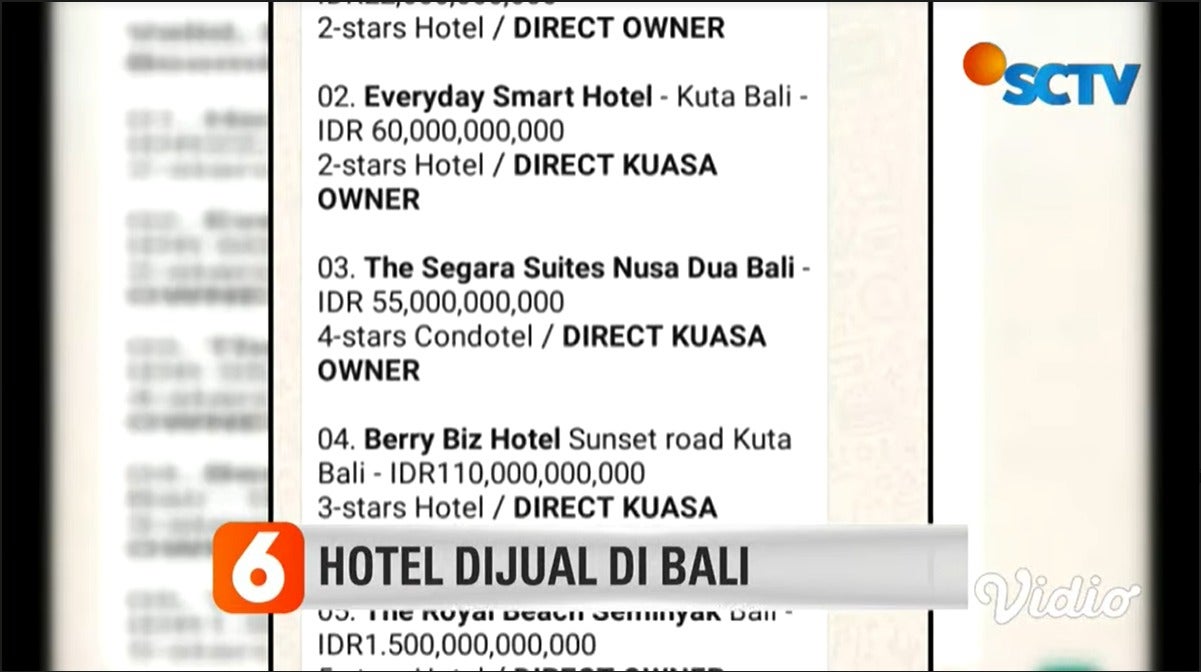 2-stars Hotel / DIRECT OWNER
02. Everyday Smart Hotel - Kuta Bali -
IDR 60,000,000,000
2-stars Hotel / DIRECT KUASA
OWNER
03. The Segara Suites Nusa Dua Bali -
IDR 55,000,000,000
4-stars Condotel / DIRECT KUASA
OWNER
04. Berry Biz Hotel Sunset road Kuta
Bali - IDR110,000,000,000
3-stars Hotel / DIRECT KUASA
05. The Royal Beach Seminyak Bali -
IDR1.500,000,000,000
SCTV
6 HOTEL DIJUAL DI BALI
Vidio